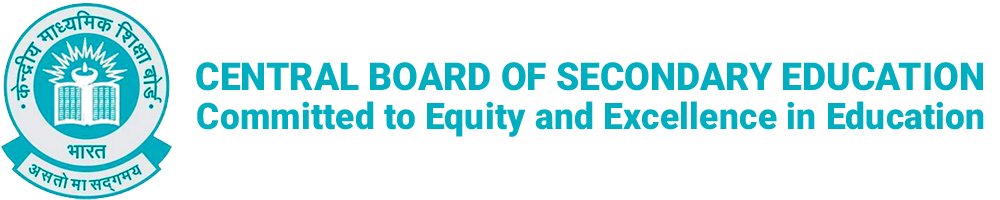 केन्द्रीय माध्यमिक शिक्षा बोर्ड
भारत
असतो मा सद्गमय
CENTRAL BOARD OF SECONDARY EDUCATION
Committed to Equity and Excellence in Education